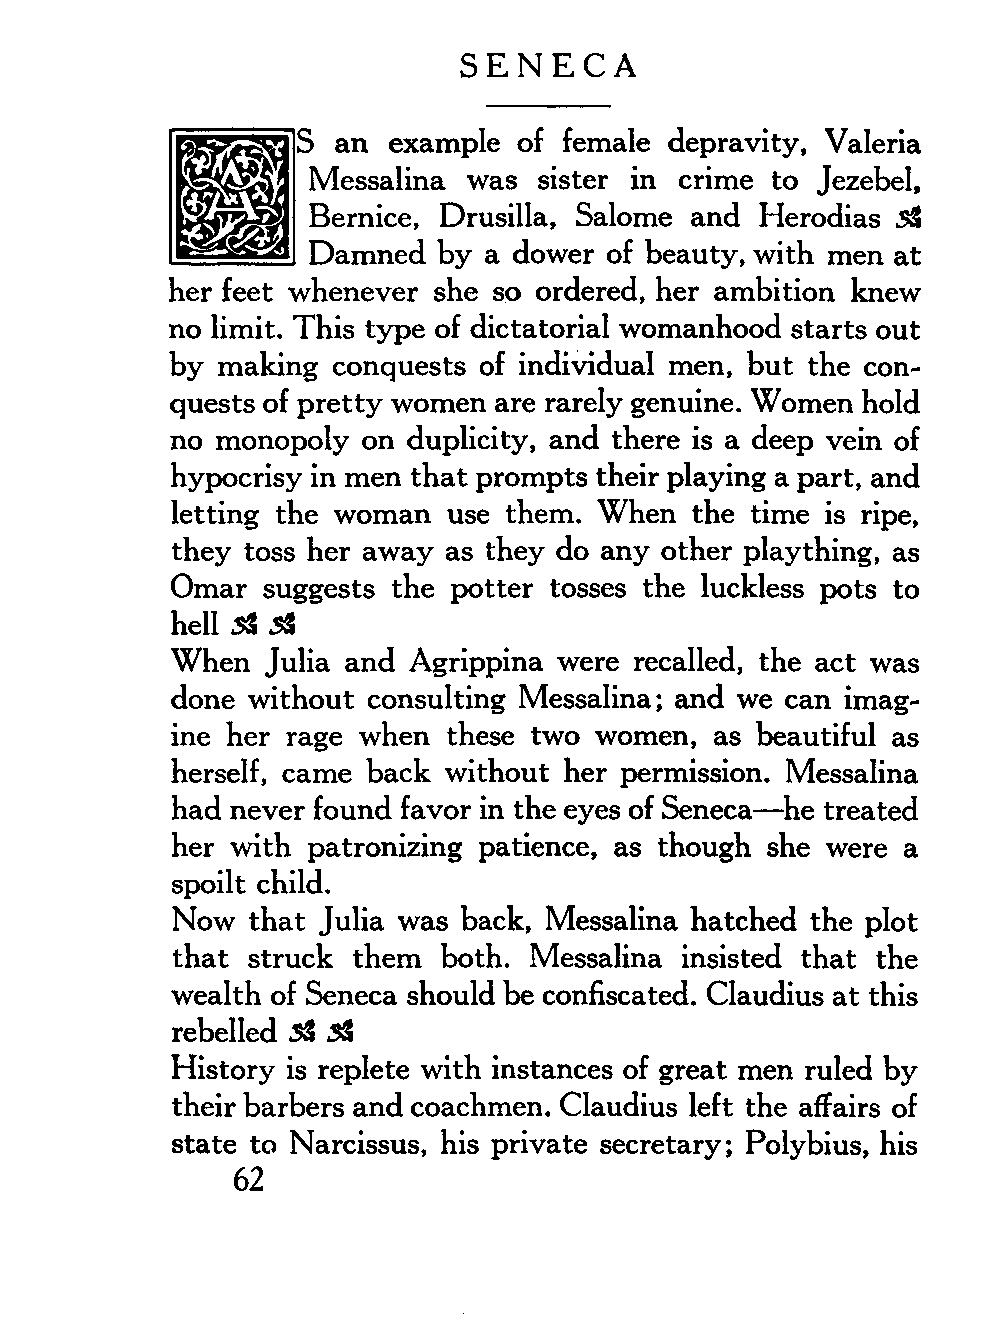 SENECA
AS an example of female depravity, Valeria
Messalina was sister in crime to Jezebel,
Bernice, Drusilla, Salome and Herodias
Damned by a dower of beauty, with men at
her feet whenever she so ordered, her ambition knew
no limit. This type of dictatorial womanhood starts out
by making conquests of individual men, but the con-
quests of pretty women are rarely genuine. Women hold
no monopoly on duplicity, and there is a deep vein of
hypocrisy in men that prompts their playing a part, and
letting the woman use them. When the time is ripe,
they toss her away as they do any other plaything, as
Omar suggests the potter tosses the luckless pots to
hell
When Julia and Agrippina were recalled, the act was
done without consulting Messalina; and we can imag-
ine her rage when these two women, as beautiful as
herself, came back without her permission. Messalina
had never found favor in the eyes of Seneca—he treated
her with patronizing patience, as though she were a
spoilt child.
Now that Julia was back, Messalina hatched the plot
that struck them both. Messalina insisted that the
wealth of Seneca should be confiscated. Claudius at this
rebelled
History is replete with instances of great men ruled by
their barbers and coachmen. Claudius left the affairs of
state to Narcissus, his private secretary; Polybius, his
62